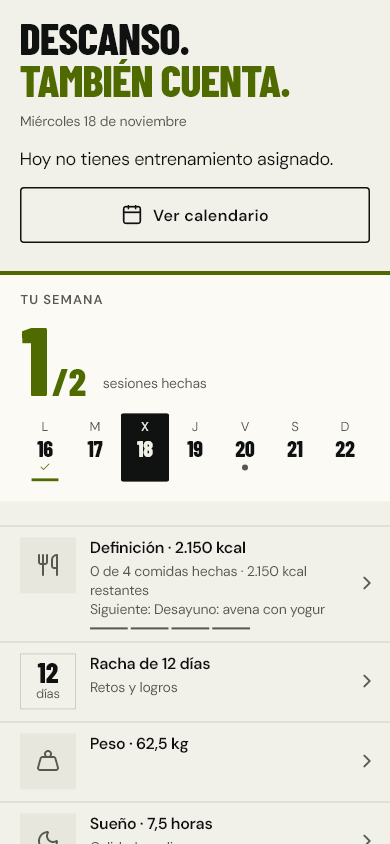 DESCANSO.
TAMBIÉN CUENTA.
Miércoles 18 de noviembre
Hoy no tienes entrenamiento asignado.
Ver calendario
TU SEMANA
1/2 sesiones hechas
L M X J V S D
16 17 18 19 20 21 22
Definición · 2.150 kcal
0 de 4 comidas hechas · 2.150 kcal
restantes
Siguiente: Desayuno: avena con yogur
12
días
Racha de 12 días
Retos y logros
Peso · 62,5 kg
Sueño · 7,5 horas